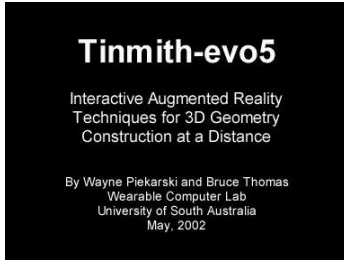 Tinmith-evo5
Interactive Augmented Reality
Techniques for 3D Geometry
Construction at a Distance
By Wayne Piekarski and Bruce Thomas
Wearable Computer Lab
University of South Australia
May, 2002